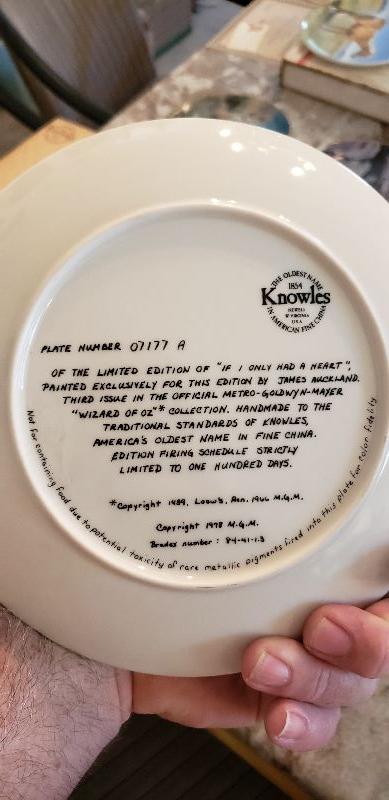 THE OLDEST NAME
1854
Knowles
NEWELL
W. VIRGINIA
U.S.A.
IN AMERICAN FINE CHINA
PLATE NUMBER 07177 A
OF THE LIMITED EDITION OF "IF I ONLY HAD A HEART",
PAINTED EXCLUSIVELY FOR THIS EDITION BY JAMES AUCKLAND.
THIRD ISSUE IN THE OFFICIAL METRO-GOLDWYN-MAYER
"WIZARD OF OZ"* COLLECTION. HANDMADE TO THE
TRADITIONAL STANDARDS OF KNOWLES,
AMERICA'S OLDEST NAME IN FINE CHINA.
EDITION FIRING SCHEDULE STRICTLY
LIMITED TO ONE HUNDRED DAYS.
*Copyright 1939, Loew's, Ren. 1966 M.G.M.
Copyright 1978 M.G.M.
Bradex number: 84-41-1.3
Not for containing food due to potential toxicity of rare metallic pigments fired into this plate for color fidelity